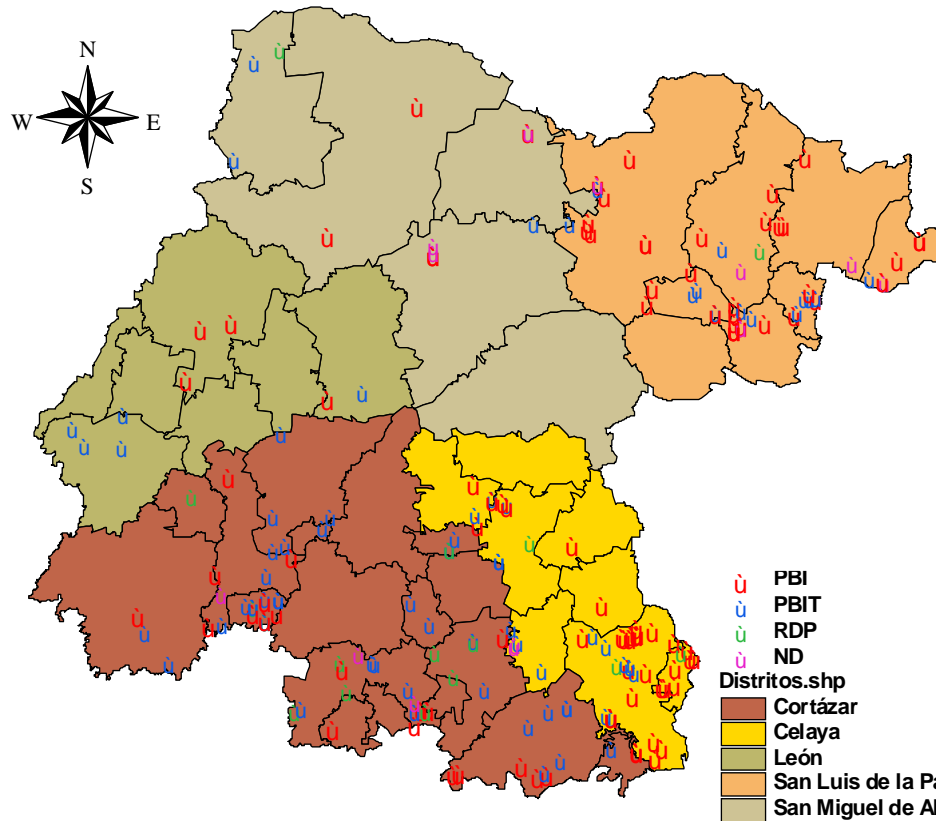 N
W E
S
ù PBI
ù PBIT
ù RDP
ù ND
Distritos.shp
Cortázar
Celaya
León
San Luis de la Pa
San Miguel de Al